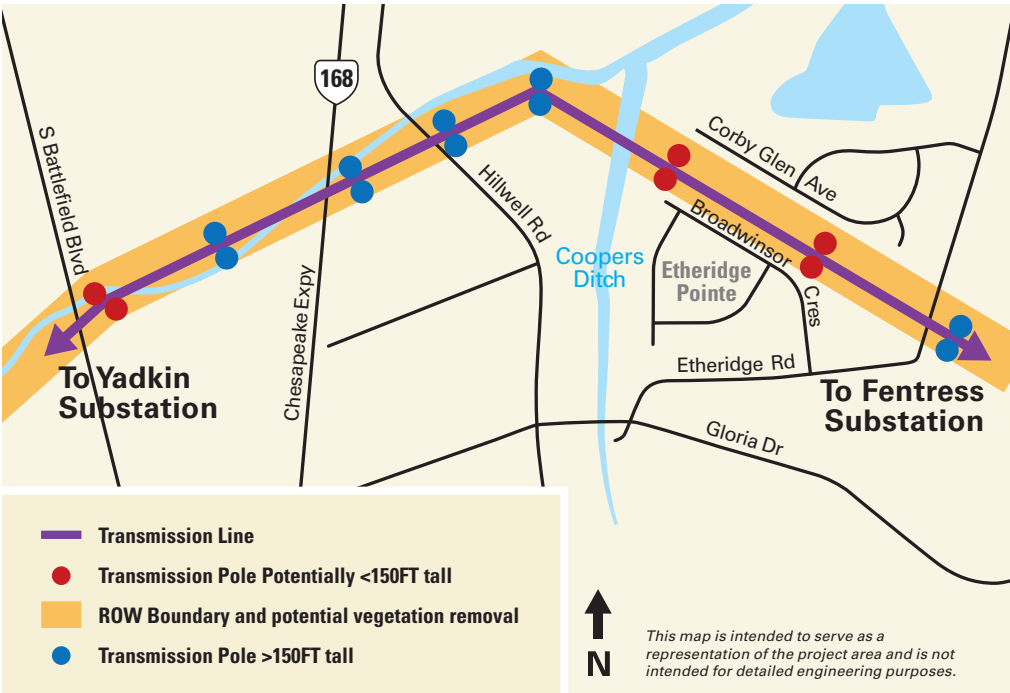 168
S Battlefield Blvd
Chesapeake Expy
Hillwell Rd
Corby Glen Ave
Broadwinsor Cres
Coopers
Ditch
Etheridge
Pointe
Etheridge Rd
Gloria Dr
To Yadkin
Substation
To Fentress
Substation
Transmission Line
Transmission Pole Potentially <150FT tall
ROW Boundary and potential vegetation removal
Transmission Pole >150FT tall
N
This map is intended to serve as a
representation of the project area and is not
intended for detailed engineering purposes.